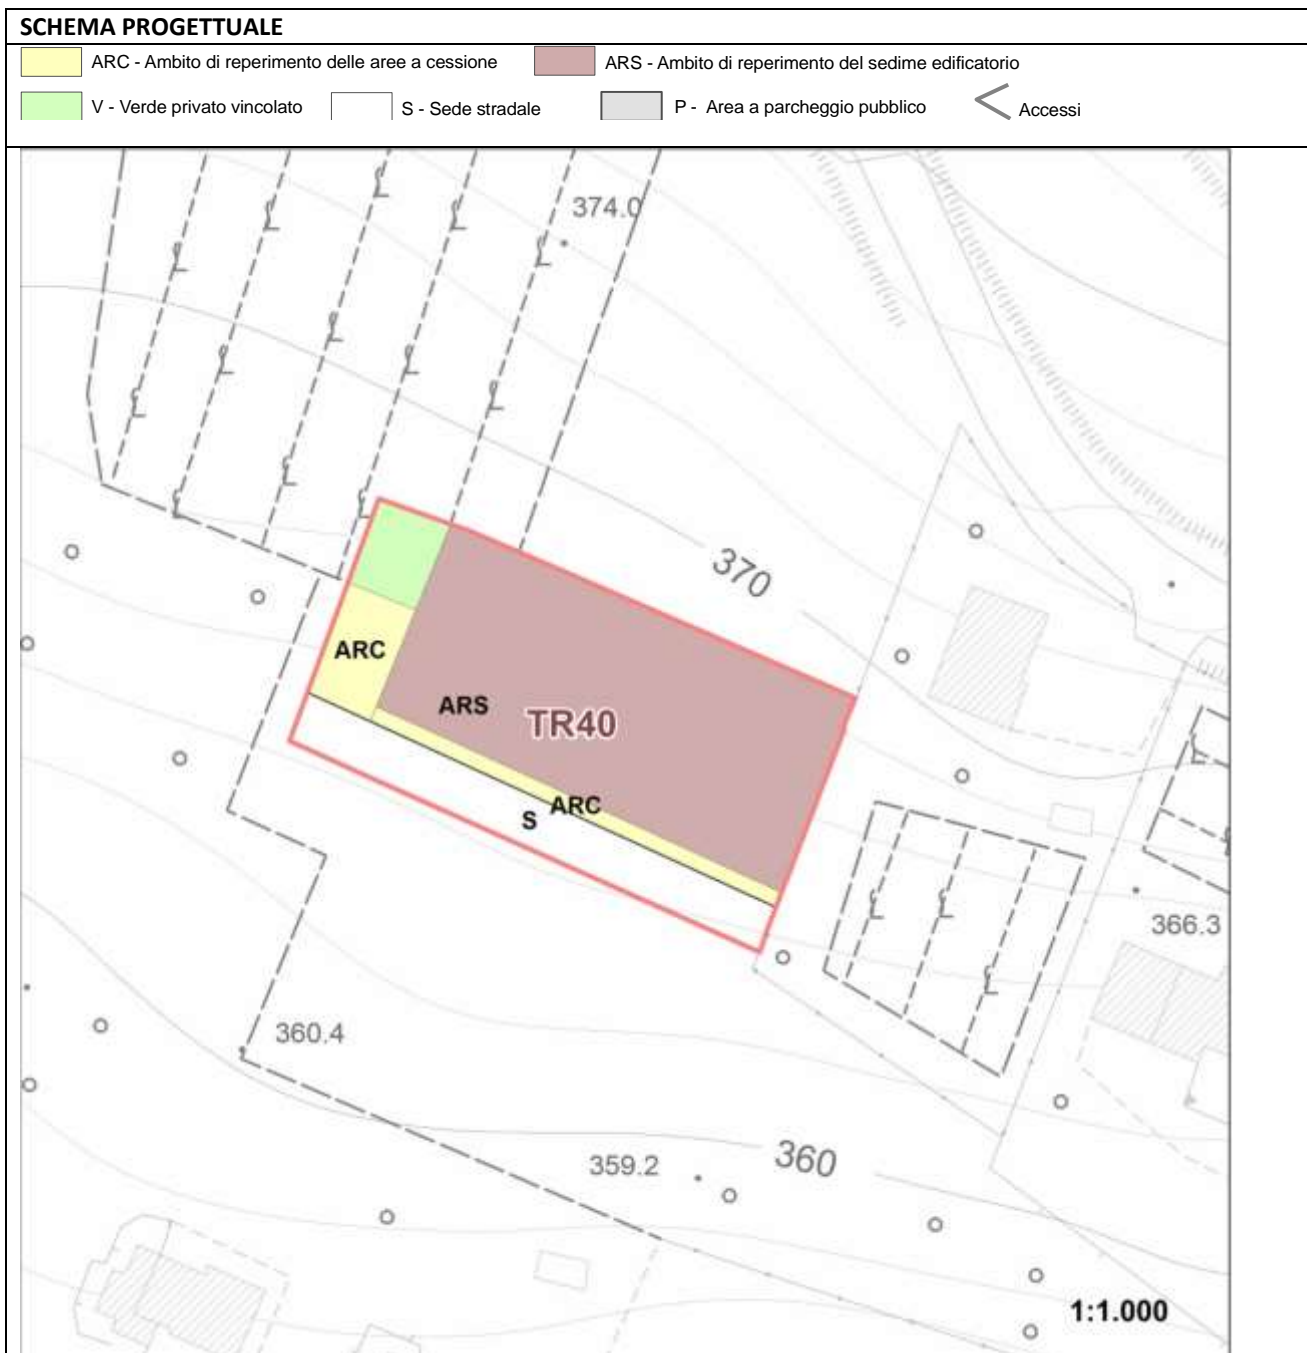 SCHEMA PROGETTUALE
ARC - Ambito di reperimento delle aree a cessione
ARS - Ambito di reperimento del sedime edificatorio
V - Verde privato vincolato
S - Sede stradale
P - Area a parcheggio pubblico
Accessi
374.0
370
ARC
ARS
TR40
ARC
S
366.3
360.4
360
359.2
1:1.000